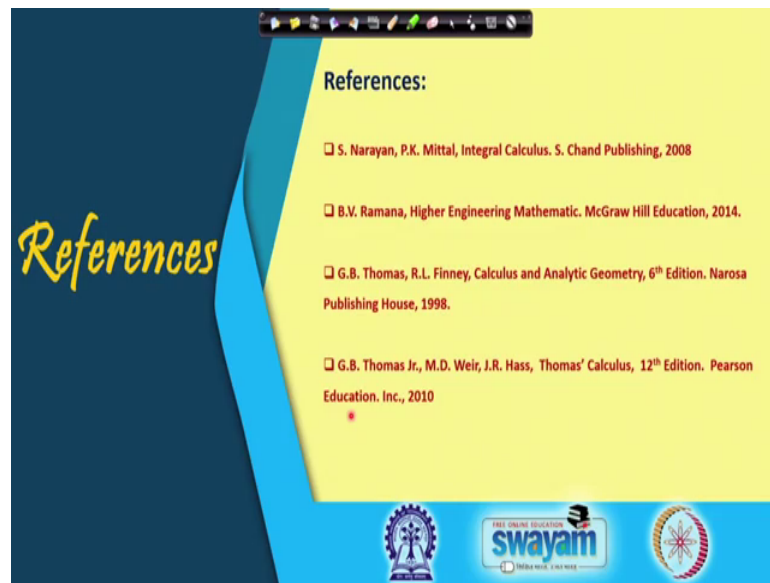 References
References:
❑ S. Narayan, P.K. Mittal, Integral Calculus. S. Chand Publishing, 2008
❑ B.V. Ramana, Higher Engineering Mathematic. McGraw Hill Education, 2014.
❑ G.B. Thomas, R.L. Finney, Calculus and Analytic Geometry, 6th Edition. Narosa
Publishing House, 1998.
❑ G.B. Thomas Jr., M.D. Weir, J.R. Hass, Thomas' Calculus, 12th Edition. Pearson
Education. Inc., 2010
FREE ONLINE EDUCATION
swayam